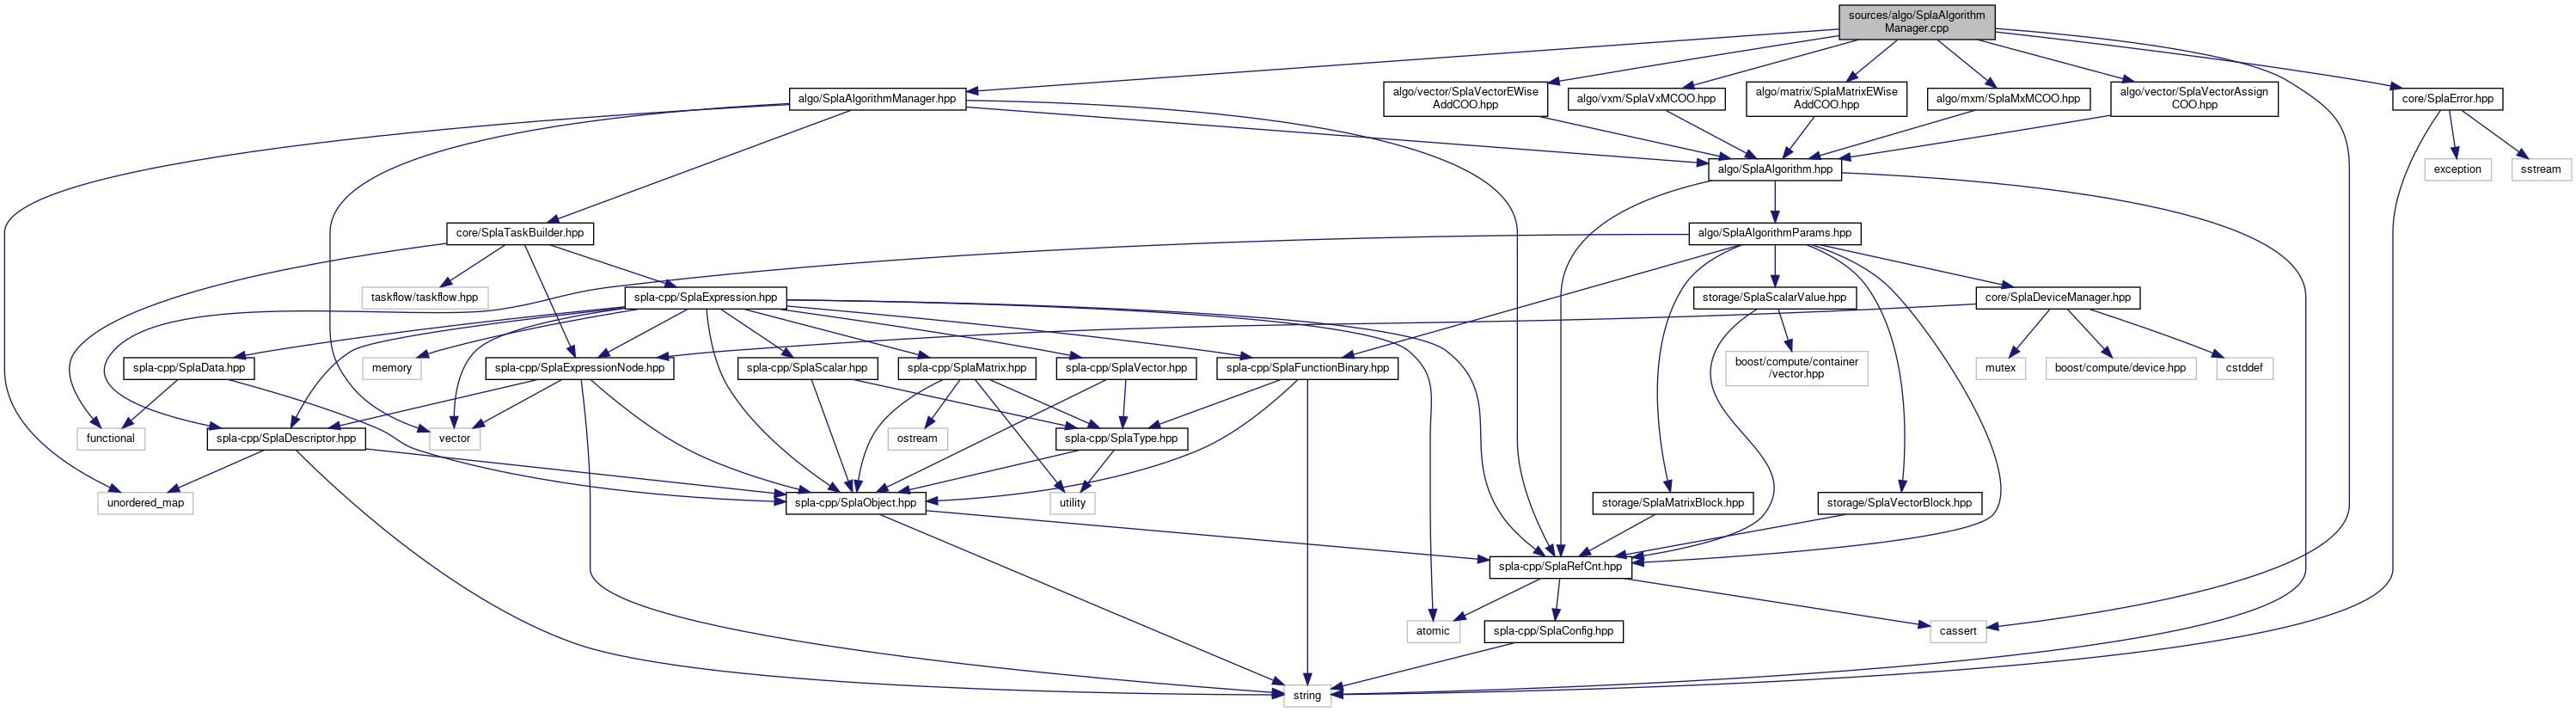 sources/algo/SplaAlgorithm
Manager.cpp
algo/SplaAlgorithmManager.hpp
algo/vector/SplaVectorEWise
AddCOO.hpp
algo/vxm/SplaVxMCOO.hpp
algo/matrix/SplaMatrixEWise
AddCOO.hpp
algo/mxm/SplaMxMCOO.hpp
algo/vector/SplaVectorAssign
COO.hpp
core/SplaError.hpp
algo/SplaAlgorithm.hpp
exception
sstream
core/SplaTaskBuilder.hpp
algo/SplaAlgorithmParams.hpp
taskflow/taskflow.hpp
spla-cpp/SplaExpression.hpp
storage/SplaScalarValue.hpp
core/SplaDeviceManager.hpp
spla-cpp/SplaData.hpp
memory
spla-cpp/SplaExpressionNode.hpp
spla-cpp/SplaScalar.hpp
spla-cpp/SplaMatrix.hpp
spla-cpp/SplaVector.hpp
spla-cpp/SplaFunctionBinary.hpp
boost/compute/container
/vector.hpp
mutex
boost/compute/device.hpp
cstddef
functional
spla-cpp/SplaDescriptor.hpp
vector
ostream
spla-cpp/SplaType.hpp
unordered_map
spla-cpp/SplaObject.hpp
utility
storage/SplaMatrixBlock.hpp
storage/SplaVectorBlock.hpp
spla-cpp/SplaRefCnt.hpp
atomic
spla-cpp/SplaConfig.hpp
cassert
string